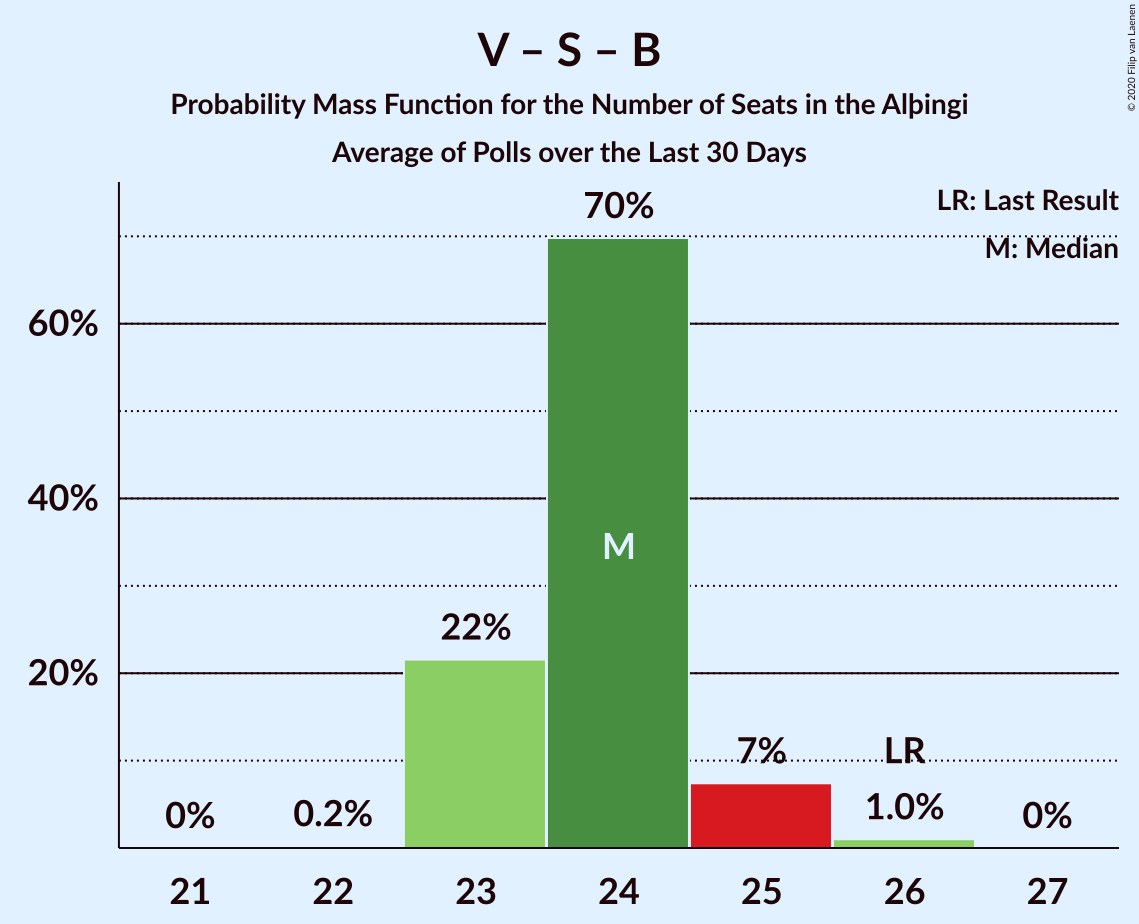 V – S – B
Probability Mass Function for the Number of Seats in the Alþingi
Average of Polls over the Last 30 Days
© 2020 Filip van Laenen
LR: Last Result
M: Median
70%
60%
40%
M
22%
20%
7%
LR
0%
0.2%
1.0%
0%
21 22 23 24 25 26 27